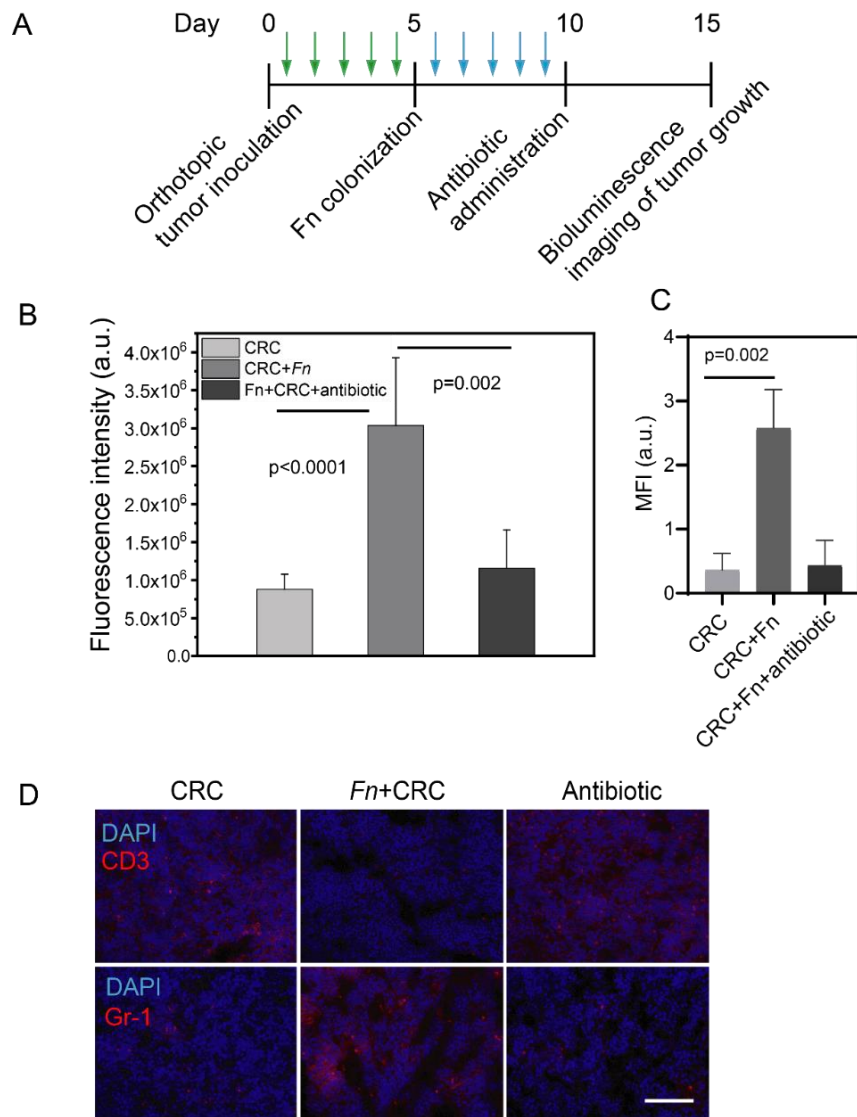 A
Day 0 5 10 15
Orthotopic
tumor inoculation
Fn colonization
Antibiotic
administration
Bioluminescence
imaging of tumor growth
B
Fluorescence intensity (a.u.)
4.0x10⁶
3.5x10⁶
3.0x10⁶
2.5x10⁶
2.0x10⁶
1.5x10⁶
1.0x10⁶
5.0x10⁵
0.0
CRC
CRC+Fn
Fn+CRC+antibiotic
p<0.0001
p=0.002
C
MFI (a.u.)
4
3
2
1
0
p=0.002
CRC
CRC+Fn
CRC+Fn+antibiotic
D
CRC Fn+CRC Antibiotic
DAPI
CD3
DAPI
Gr-1